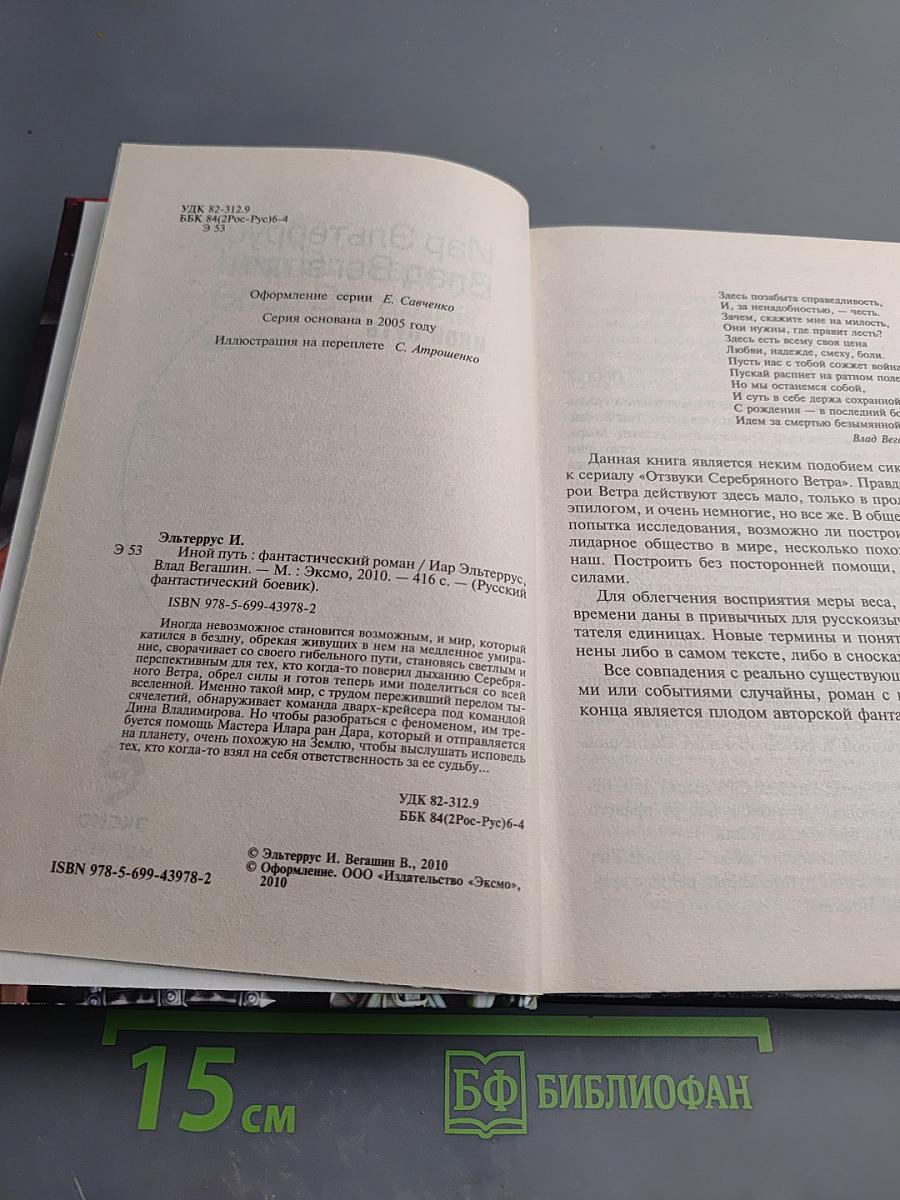 УДК 82-312.9
ББК 84(2Рос-Рус)6-4
Э 53
Оформление серии Е. Савченко
Серия основана в 2005 году
Иллюстрация на переплете С. Атрошенко
Эльтеррус И.
Э 53
Иной путь : фантастический роман / Иар Эльтеррус,
Влад Вегашин. — М. : Эксмо, 2010. — 416 с. — (Русский
фантастический боевик).
ISBN 978-5-699-43978-2
Иногда невозможное становится возможным, и мир, который
катился в бездну, обрекая живущих в нем на медленное умира-
ние, сворачивает со своего гибельного пути, становясь светлым и
перспективным для тех, кто когда-то поверил дыханию Серебря-
ного Ветра, обрел силы и готов теперь ими поделиться со всей
вселенной. Именно такой мир, с трудом переживший перелом ты-
сячелетий, обнаруживает команда дварх-крейсера под командой
Дина Владимирова. Но чтобы разобраться с феноменом, им тре-
буется помощь Мастера Илара ран Дара, который и отправляется
на планету, очень похожую на Землю, чтобы выслушать исповедь
тех, кто когда-то взял на себя ответственность за ее судьбу...
УДК 82-312.9
ББК 84(2Рос-Рус)6-4
ISBN 978-5-699-43978-2
© Эльтеррус И. Вегашин В., 2010
© Оформление. ООО «Издательство «Эксмо»,
2010
Здесь позабыта справедливость,
И, за ненадобностью, — честь.
Зачем, скажите мне на милость,
Они нужны, где правит лесть?
Здесь есть всему своя цена
Любви, надежде, смеху, боли.
Пусть нас с тобой сожжет война
Пускай распнет на ратном поле
Но мы останемся собой,
И суть в себе держа сохранной
С рождения — в последний бо
Идем за смертью безымянной
Влад Вега
Данная книга является неким подобием сик
к сериалу «Отзвуки Серебряного Ветра». Правд
рои Ветра действуют здесь мало, только в прол
эпилогом, и очень немногие, но все же. В обще
попытка исследования, возможно ли построи
лидарное общество в мире, несколько похо
наш. Построить без посторонней помощи,
силами.
Для облегчения восприятия меры веса,
времени даны в привычных для русскоязыч
тателя единицах. Новые термины и понят
нены либо в самом тексте, либо в сносках
Все совпадения с реально существующ
ми или событиями случайны, роман с н
конца является плодом авторской фанта
15 см
БФ БИБЛИОФАН